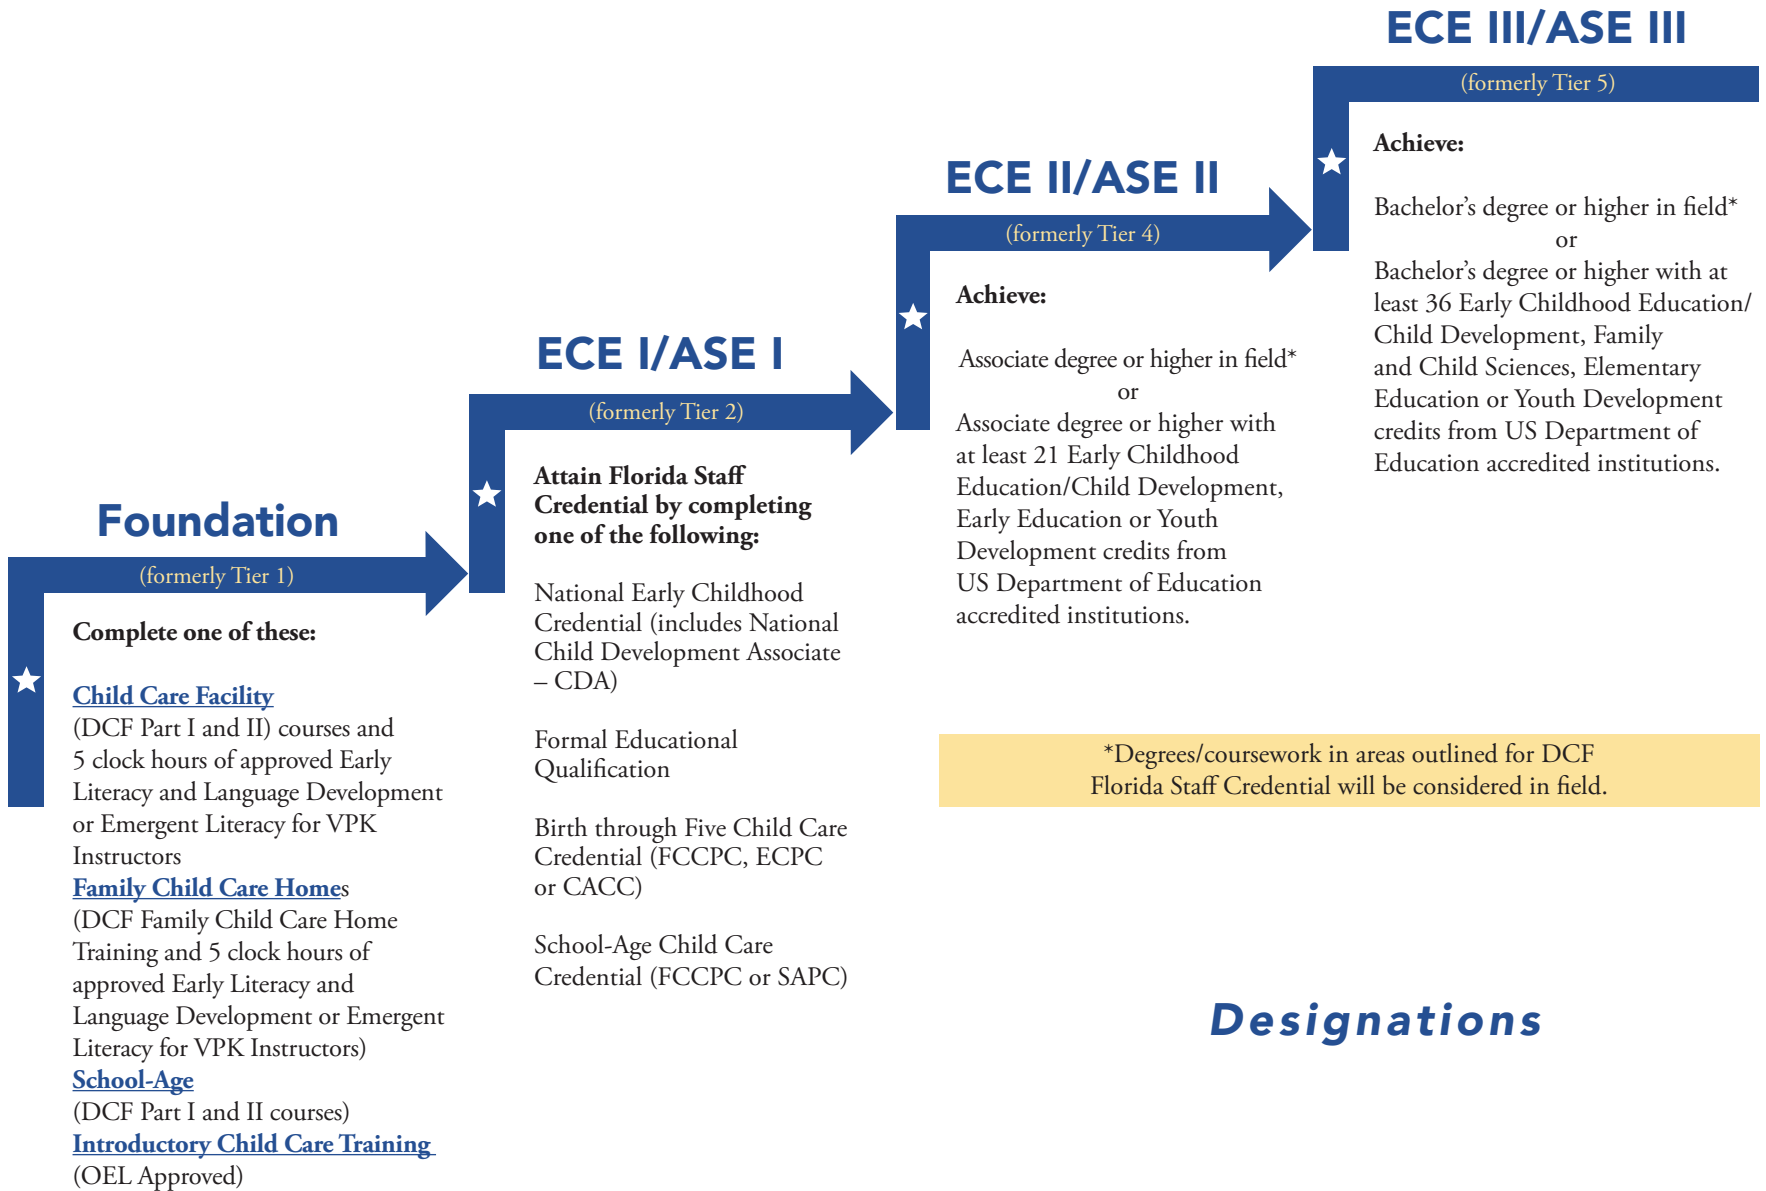 Foundation
(formerly Tier 1)
Complete one of these:
Child Care Facility
(DCF Part I and II) courses and
5 clock hours of approved Early
Literacy and Language Development
or Emergent Literacy for VPK
Instructors
Family Child Care Homes
(DCF Family Child Care Home
Training and 5 clock hours of
approved Early Literacy and
Language Development or Emergent
Literacy for VPK Instructors)
School-Age
(DCF Part I and II courses)
Introductory Child Care Training
(OEL Approved)
ECE I/ASE I
(formerly Tier 2)
Attain Florida Staff
Credential by completing
one of the following:
National Early Childhood
Credential (includes National
Child Development Associate
– CDA)
Formal Educational
Qualification
Birth through Five Child Care
Credential (FCCPC, ECPC
or CACC)
School-Age Child Care
Credential (FCCPC or SAPC)
ECE II/ASE II
(formerly Tier 4)
Achieve:
Associate degree or higher in field*
or
Associate degree or higher with
at least 21 Early Childhood
Education/Child Development,
Early Education or Youth
Development credits from
US Department of Education
accredited institutions.
ECE III/ASE III
(formerly Tier 5)
Achieve:
Bachelor’s degree or higher in field*
or
Bachelor’s degree or higher with at
least 36 Early Childhood Education/
Child Development, Family
and Child Sciences, Elementary
Education or Youth Development
credits from US Department of
Education accredited institutions.
*Degrees/coursework in areas outlined for DCF
Florida Staff Credential will be considered in field.
Designations